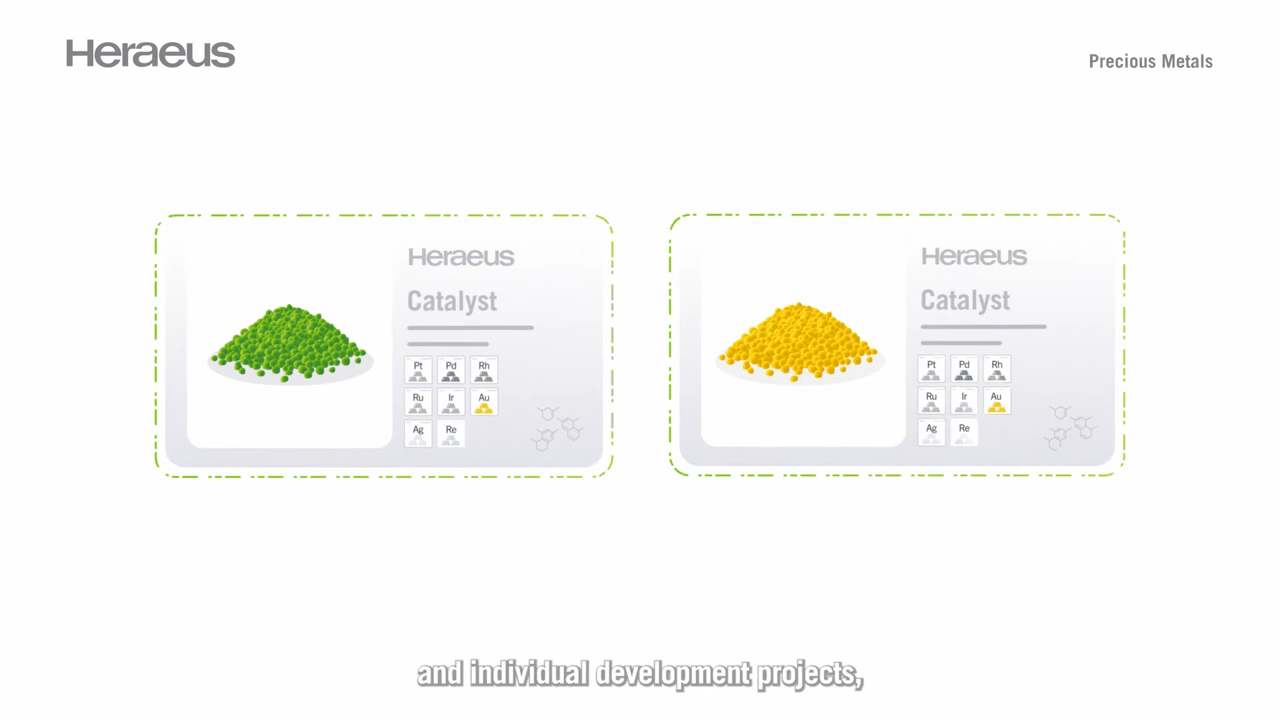 Heraeus
Precious Metals
Heraeus
Catalyst
Pt Pd Rh
Ru Ir Au
Ag Re
Heraeus
Catalyst
Pt Pd Rh
Ru Ir Au
Ag Re
and individual development projects,